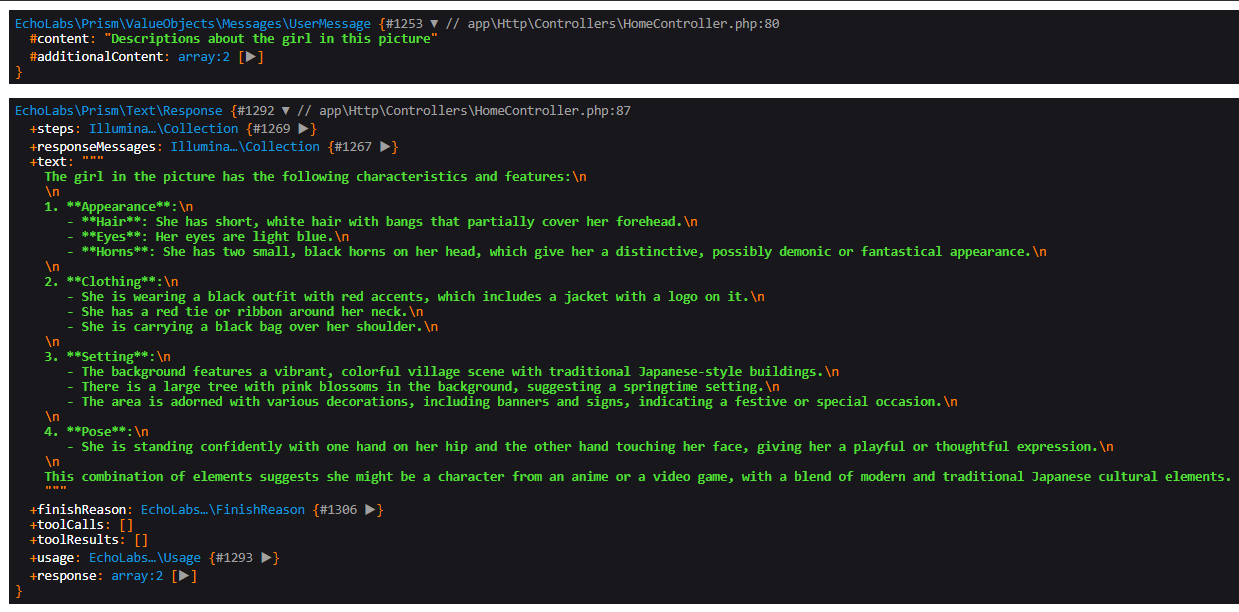 EchoLabs\Prism\ValueObjects\Messages\UserMessage {#1253 ▼ // app\Http\Controllers\HomeController.php:80
  #content: "Descriptions about the girl in this picture"
  #additionalContent: array:2 [▶]
}
EchoLabs\Prism\Text\Response {#1292 ▼ // app\Http\Controllers\HomeController.php:87
  +steps: Illumina…\Collection {#1269 ▶}
  +responseMessages: Illumina…\Collection {#1267 ▶}
  +text: """
    The girl in the picture has the following characteristics and features:\n
    \n
    1. **Appearance**:\n
       - **Hair**: She has short, white hair with bangs that partially cover her forehead.\n
       - **Eyes**: Her eyes are light blue.\n
       - **Horns**: She has two small, black horns on her head, which give her a distinctive, possibly demonic or fantastical appearance.\n
    \n
    2. **Clothing**:\n
       - She is wearing a black outfit with red accents, which includes a jacket with a logo on it.\n
       - She has a red tie or ribbon around her neck.\n
       - She is carrying a black bag over her shoulder.\n
    \n
    3. **Setting**:\n
       - The background features a vibrant, colorful village scene with traditional Japanese-style buildings.\n
       - There is a large tree with pink blossoms in the background, suggesting a springtime setting.\n
       - The area is adorned with various decorations, including banners and signs, indicating a festive or special occasion.\n
    \n
    4. **Pose**:\n
       - She is standing confidently with one hand on her hip and the other hand touching her face, giving her a playful or thoughtful expression.\n
    \n
    This combination of elements suggests she might be a character from an anime or a video game, with a blend of modern and traditional Japanese cultural elements.
    """
  +finishReason: EchoLabs…\FinishReason {#1306 ▶}
  +toolCalls: []
  +toolResults: []
  +usage: EchoLabs…\Usage {#1293 ▶}
  +response: array:2 [▶]
}